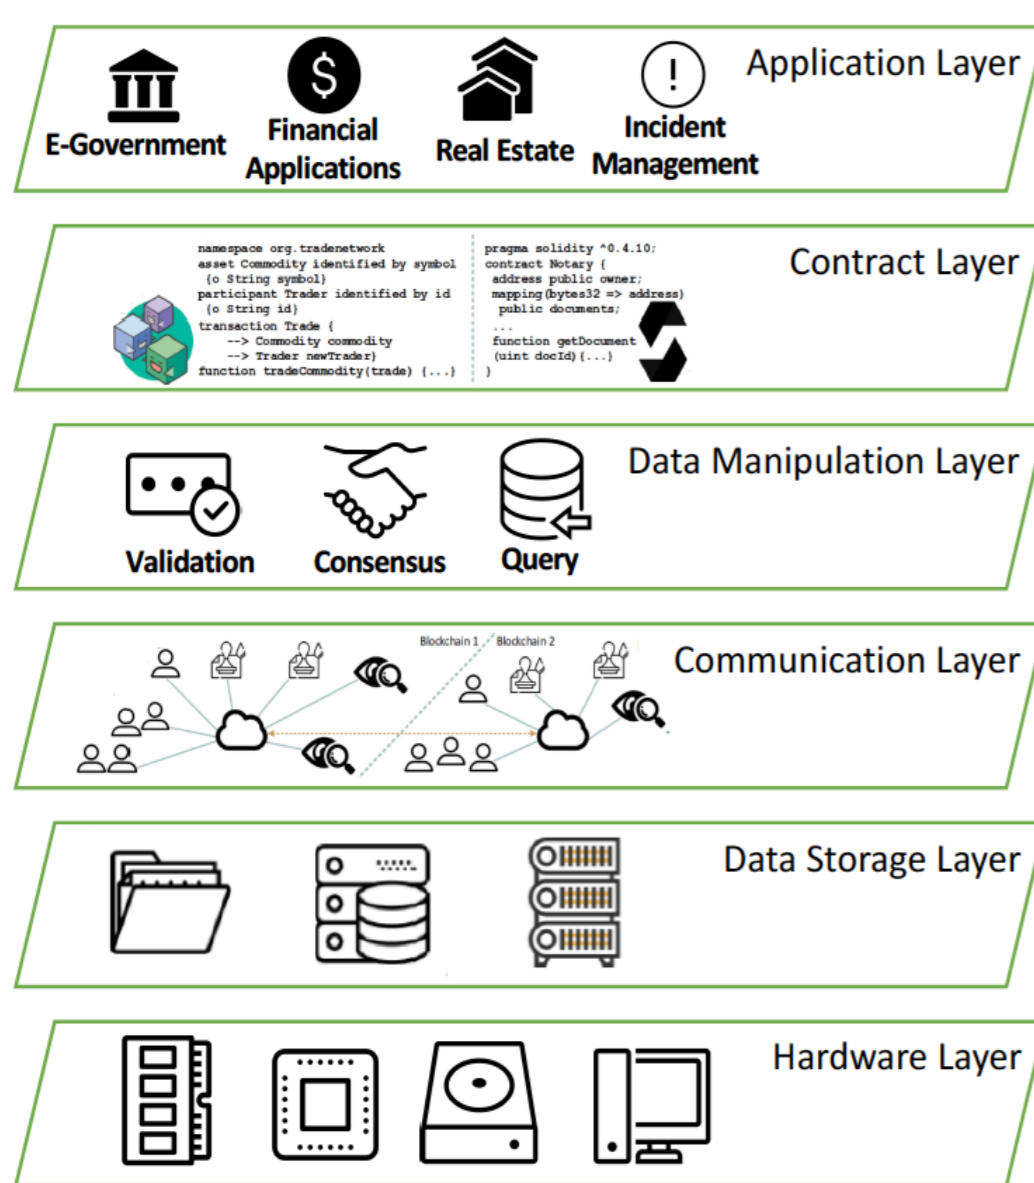 Application Layer
E-Government
Financial
Applications
Real Estate
Incident
Management
Contract Layer
namespace org.tradenetwork
asset Commodity identified by symbol
{o String symbol}
participant Trader identified by id
{o String id}
transaction Trade {
--> Commodity commodity
--> Trader newTrader}
function tradeCommodity(trade) {...}
pragma solidity ^0.4.10;
contract Notary {
address public owner;
mapping(bytes32 => address)
public documents;
...
function getDocument
(uint docId){...}
}
Data Manipulation Layer
Validation
Consensus
Query
Communication Layer
Blockchain 1
Blockchain 2
Data Storage Layer
Hardware Layer